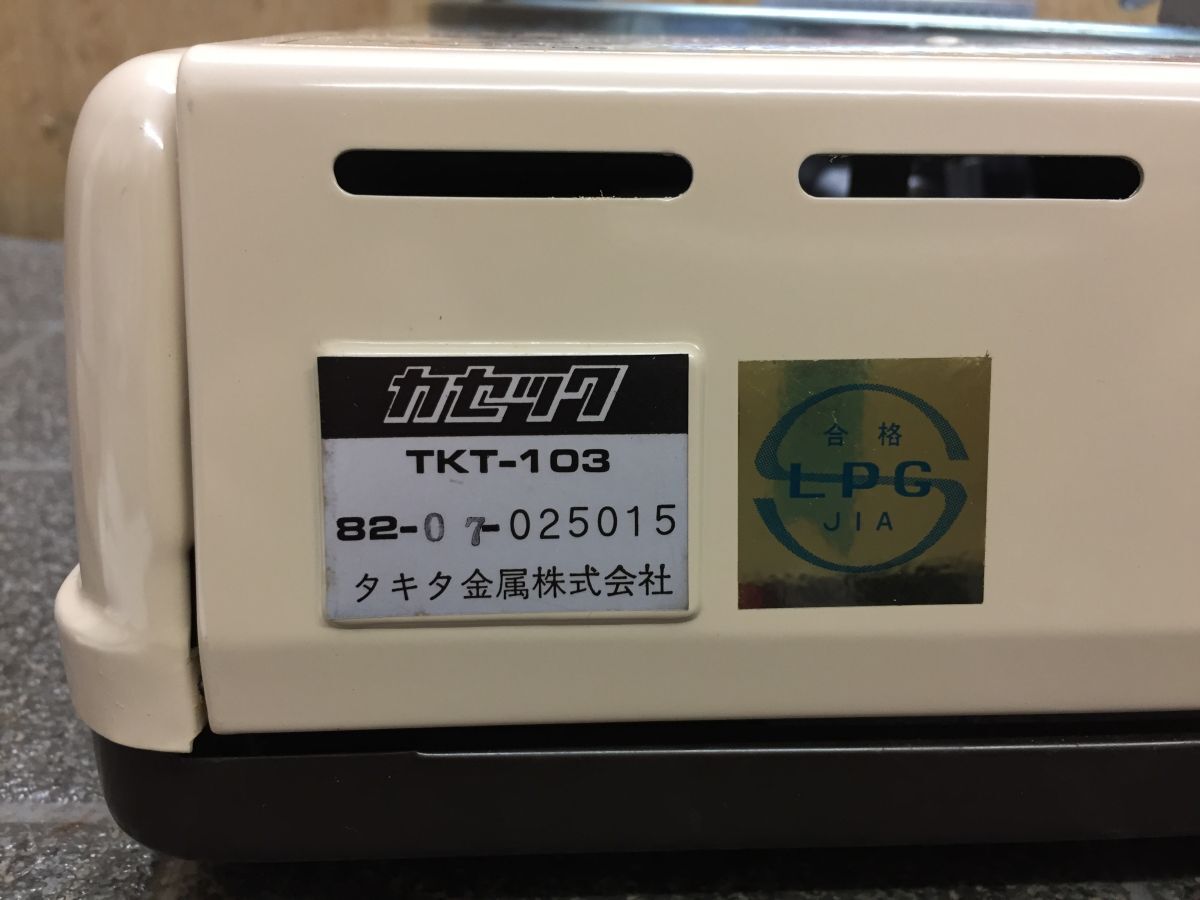 カセック
TKT-103
82-07-025015
タキタ金属株式会社
合格
LPG
JIA